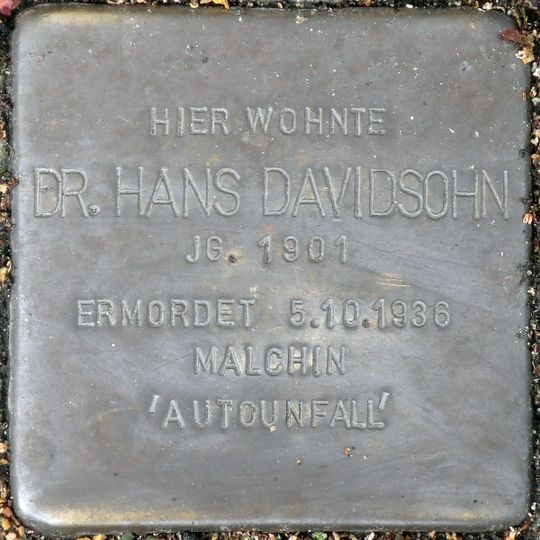 HIER WOHNTE
DR. HANS DAVIDSOHN
JG. 1901
ERMORDET 5.10.1936
MALCHIN
'AUTOUNFALL'